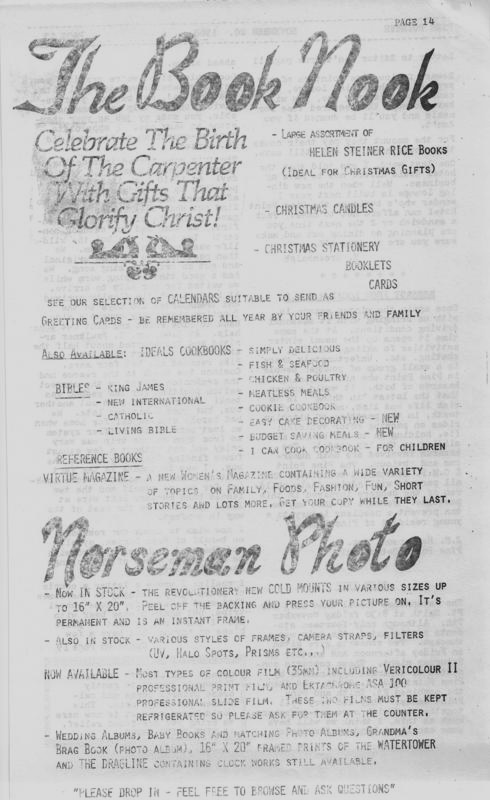 PAGE 14
The Book Nook
Celebrate The Birth
Of The Carpenter
With Gifts That
Glorify Christ!
- LARGE ASSORTMENT OF
HELEN STEINER RICE BOOKS
(IDEAL FOR CHRISTMAS GIFTS)
- CHRISTMAS CANDLES
- CHRISTMAS STATIONERY
BOOKLETS
CARDS
SEE OUR SELECTION OF CALENDARS SUITABLE TO SEND AS
GREETING CARDS - BE REMEMBERED ALL YEAR BY YOUR FRIENDS AND FAMILY
ALSO AVAILABLE: IDEALS COOKBOOKS - SIMPLY DELICIOUS
- FISH & SEAFOOD
- CHICKEN & POULTRY
- MEATLESS MEALS
- COOKIE COOKBOOK
- EASY CAKE DECORATING - NEW
- BUDGET SAVING MEALS - NEW
- I CAN COOK COOKBOOK - FOR CHILDREN
BIBLES - KING JAMES
- NEW INTERNATIONAL
- CATHOLIC
- LIVING BIBLE
REFERENCE BOOKS
VIRTUE MAGAZINE - A NEW WOMEN'S MAGAZINE CONTAINING A WIDE VARIETY
OF TOPICS ON FAMILY, FOODS, FASHION, FUN, SHORT
STORIES AND LOTS MORE. GET YOUR COPY WHILE THEY LAST.
Norseman Photo
- NOW IN STOCK - THE REVOLUTIONERY NEW COLD MOUNTS IN VARIOUS SIZES UP
TO 16" X 20". PEEL OFF THE BACKING AND PRESS YOUR PICTURE ON. IT'S
PERMANENT AND IS AN INSTANT FRAME.
- ALSO IN STOCK - VARIOUS STYLES OF FRAMES, CAMERA STRAPS, FILTERS
(UV, HALO SPOTS, PRISMS ETC...)
NOW AVAILABLE - MOST TYPES OF COLOUR FILM (35MM) INCLUDING VERICOLOUR II
PROFESSIONAL PRINT FILM, AND EKTACHROME ASA 100
PROFESSIONAL SLIDE FILM. THESE TWO FILMS MUST BE KEPT
REFRIGERATED SO PLEASE ASK FOR THEM AT THE COUNTER.
- WEDDING ALBUMS, BABY BOOKS AND MATCHING PHOTO ALBUMS, GRANDMA'S
BRAG BOOK (PHOTO ALBUM), 16" X 20" FRAMED PRINTS OF THE WATERTOWER
AND THE DRAGLINE CONTAINING CLOCK WORKS STILL AVAILABLE.
"PLEASE DROP IN - FEEL FREE TO BROWSE AND ASK QUESTIONS"